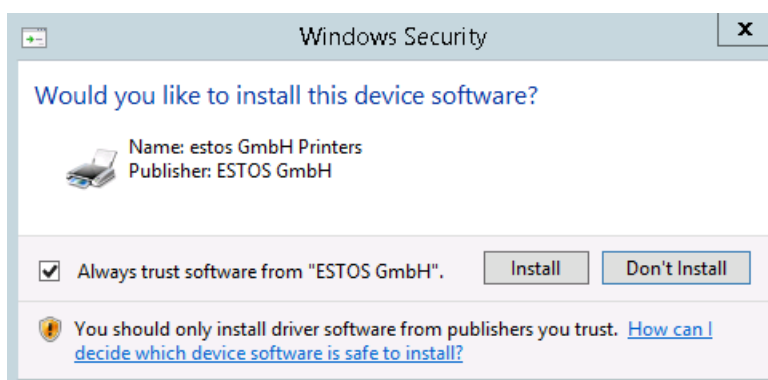 Windows Security
x
Would you like to install this device software?
Name: estos GmbH Printers
Publisher: ESTOS GmbH
Always trust software from "ESTOS GmbH".
Install
Don't Install
You should only install driver software from publishers you trust. How can I
decide which device software is safe to install?